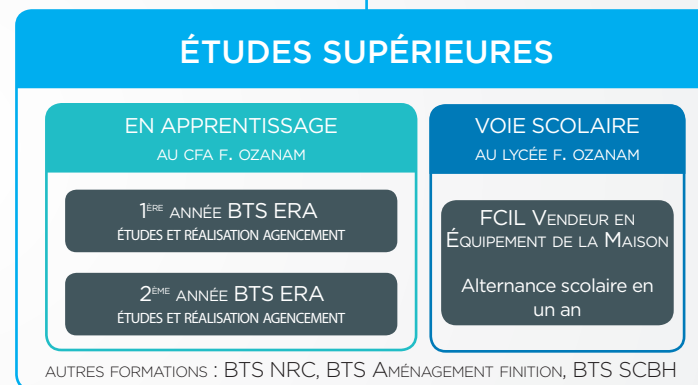 ÉTUDES SUPÉRIEURES
EN APPRENTISSAGE
AU CFA F. OZANAM
1ÈRE ANNÉE BTS ERA
ÉTUDES ET RÉALISATION AGENCEMENT
2ÈME ANNÉE BTS ERA
ÉTUDES ET RÉALISATION AGENCEMENT
VOIE SCOLAIRE
AU LYCÉE F. OZANAM
FCIL VENDEUR EN
ÉQUIPEMENT DE LA MAISON
Alternance scolaire en
un an
AUTRES FORMATIONS : BTS NRC, BTS AMÉNAGEMENT FINITION, BTS SCBH